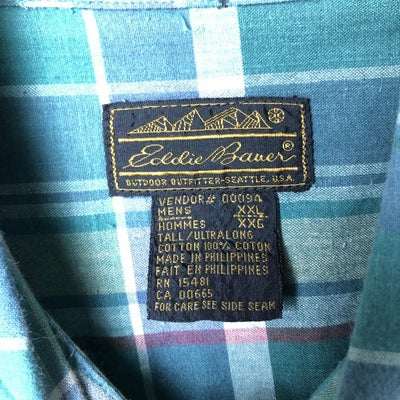 Eddie Bauer®
OUTDOOR OUTFITTER-SEATTLE, U.S.A.
VENDOR# 00094
MENS XXL
HOMMES XXG
TALL/ULTRALONG
COTTON 100% COTON
MADE IN PHILIPPINES
FAIT EN PHILIPPINES
RN 15481
CA 00665
FOR CARE SEE SIDE SEAM